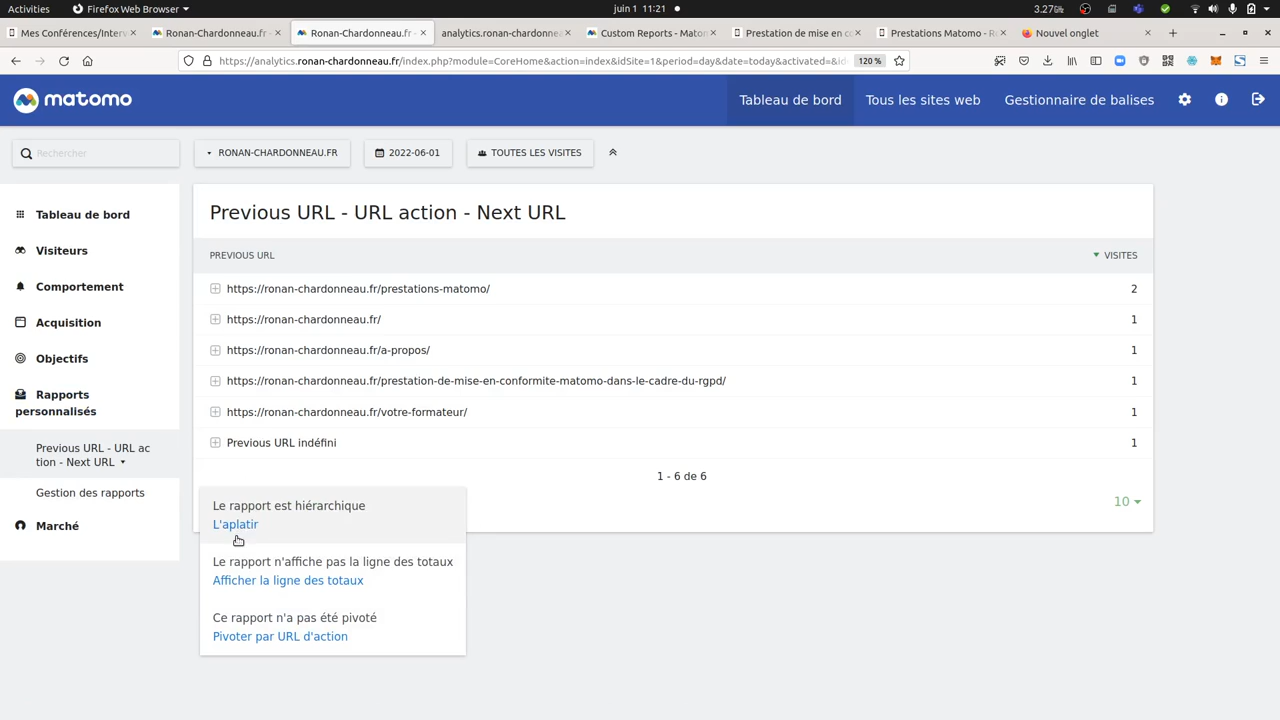 Activities
Firefox Web Browser
juin 1 11:21
3.27
Mes Conférences/Interv
Ronan-Chardonneau.fr -
Ronan-Chardonneau.fr -
analytics.ronan-chardonne
Custom Reports - Matom
Prestation de mise en co
Prestations Matomo - R
Nouvel onglet
https://analytics.ronan-chardonneau.fr/index.php?module=CoreHome&action=index&idSite=1&period=day&date=today&activated=&id
120 %
matomo
Tableau de bord
Tous les sites web
Gestionnaire de balises
Rechercher
RONAN-CHARDONNEAU.FR
2022-06-01
TOUTES LES VISITES
Tableau de bord
Visiteurs
Comportement
Acquisition
Objectifs
Rapports
personnalisés
Previous URL - URL ac
tion - Next URL
Gestion des rapports
Marché
Previous URL - URL action - Next URL
PREVIOUS URL
VISITES
https://ronan-chardonneau.fr/prestations-matomo/
2
https://ronan-chardonneau.fr/
1
https://ronan-chardonneau.fr/a-propos/
1
https://ronan-chardonneau.fr/prestation-de-mise-en-conformite-matomo-dans-le-cadre-du-rgpd/
1
https://ronan-chardonneau.fr/votre-formateur/
1
Previous URL indéfini
1
1 - 6 de 6
10
Le rapport est hiérarchique
L'aplatir
Le rapport n'affiche pas la ligne des totaux
Afficher la ligne des totaux
Ce rapport n'a pas été pivoté
Pivoter par URL d'action